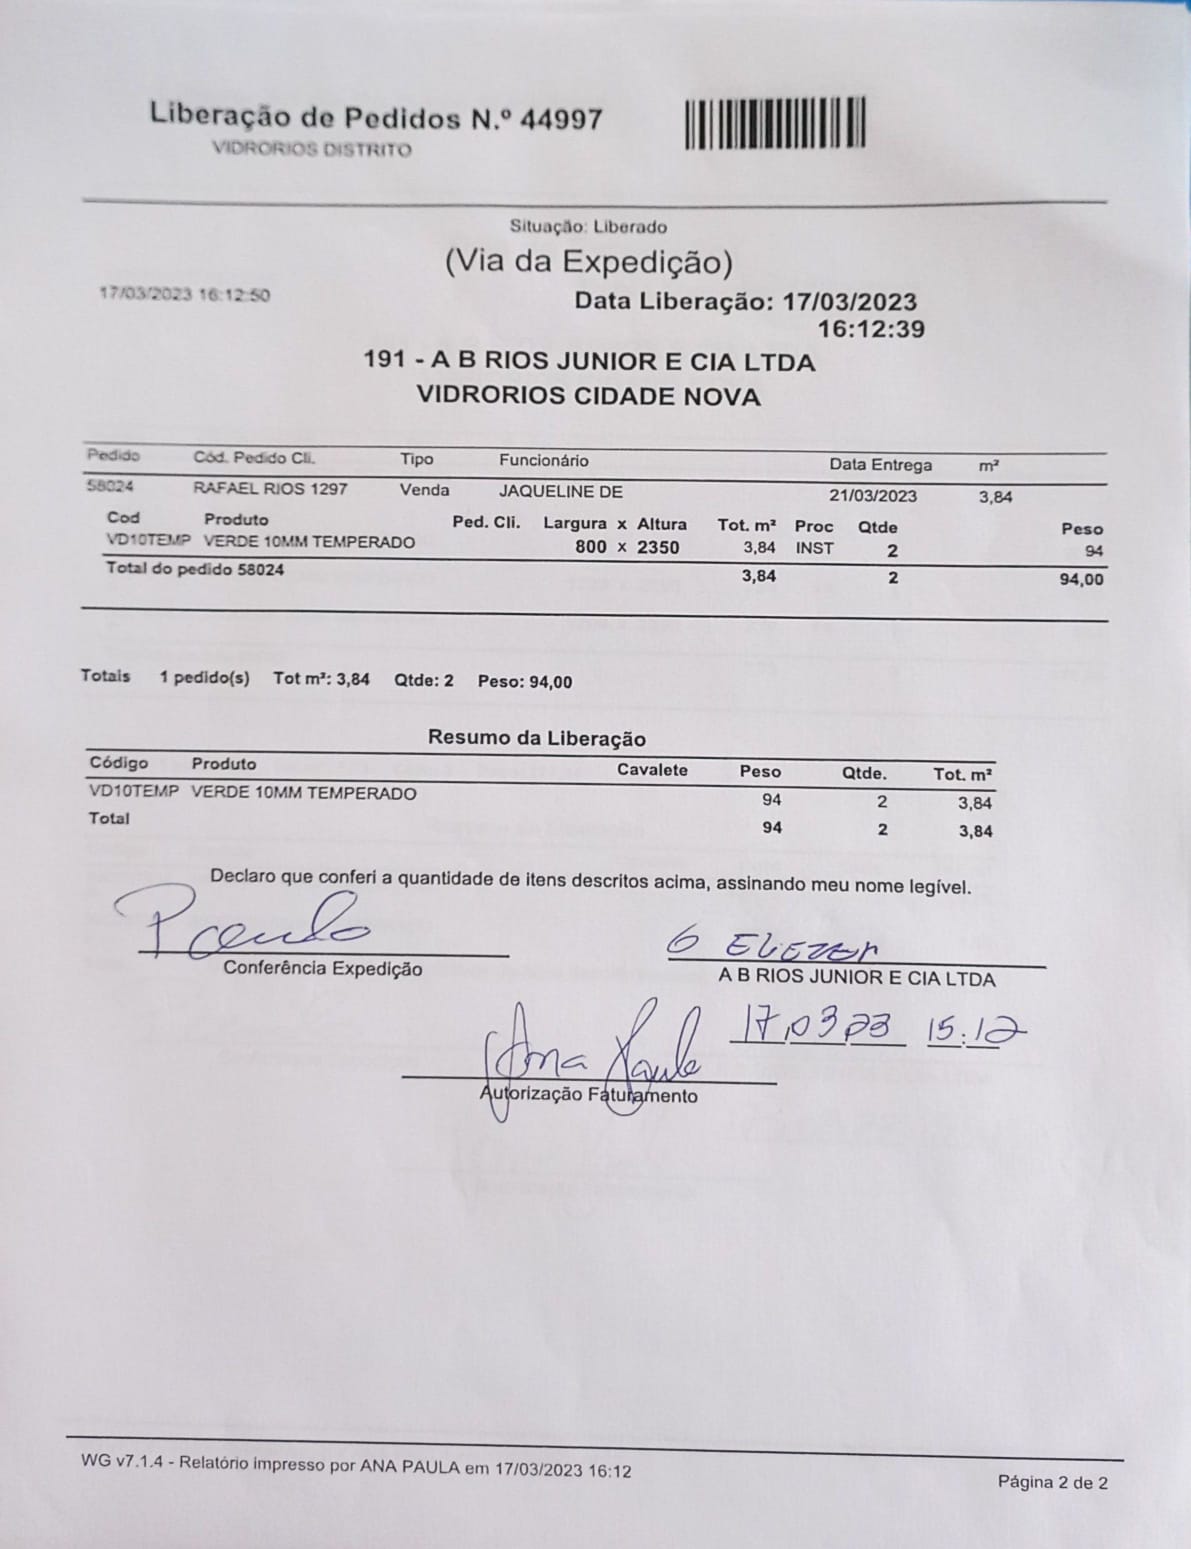 Liberação de Pedidos N.º 44997
VIDRORIOS DISTRITO
Situação: Liberado
(Via da Expedição)
17/03/2023 16:12:50
Data Liberação: 17/03/2023
16:12:39
191 - A B RIOS JUNIOR E CIA LTDA
VIDRORIOS CIDADE NOVA
Pedido Cód. Pedido Cli. Tipo Funcionário Data Entrega m²
58024 RAFAEL RIOS 1297 Venda JAQUELINE DE 21/03/2023 3,84
Cod Produto Ped. Cli. Largura x Altura Tot. m² Proc Qtde Peso
VD10TEMP VERDE 10MM TEMPERADO 800 x 2350 3,84 INST 2 94
Total do pedido 58024 3,84 2 94,00
Totais 1 pedido(s) Tot m²: 3,84 Qtde: 2 Peso: 94,00
Resumo da Liberação
Código Produto Cavalete Peso Qtde. Tot. m²
VD10TEMP VERDE 10MM TEMPERADO 94 2 3,84
Total 94 2 3,84
Declaro que conferi a quantidade de itens descritos acima, assinando meu nome legível.
Conferência Expedição
ELEZER
A B RIOS JUNIOR E CIA LTDA
17,03,23 15:12
Ana Paula
Autorização Faturamento
WG v7.1.4 - Relatório impresso por ANA PAULA em 17/03/2023 16:12
Página 2 de 2